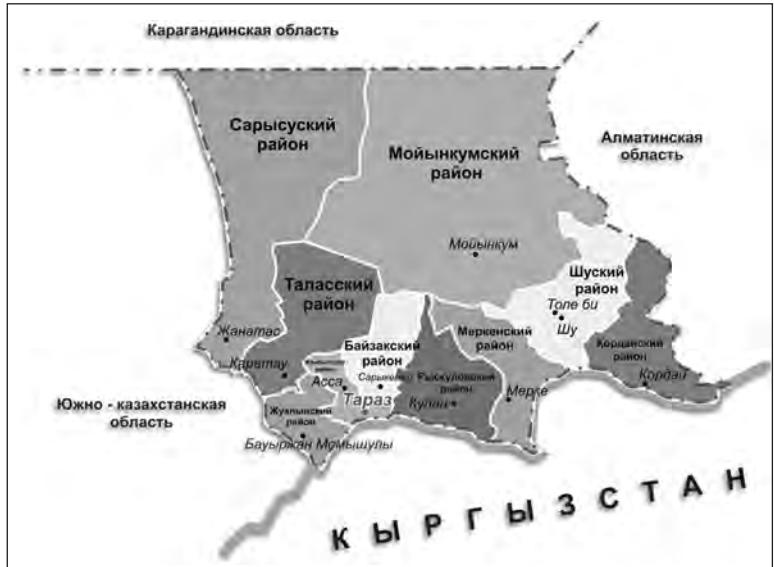 Карагандинская область
Сарысуский
район
Мойынкумский
район
Алматинская
область
Мойынкум
Шуский
район
Таласский
район
Толе би
Шу
Жанатас
Байзакский
район
Меркенский
район
Кордайский
район
Каратау
Асса
Сарыкемер
Рыскуловский
район
Мерке
Кордай
Южно - казахстанская
область
Жуалынский
район
Тараз
Кулан
Бауыржан Момышулы
КЫРГЫЗСТАН